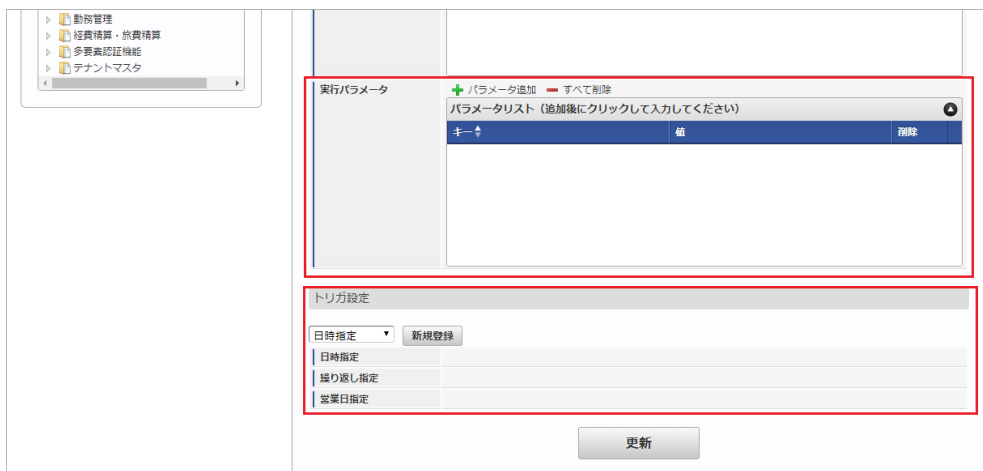 勤務管理
経費精算・旅費精算
多要素認証機能
テナントマスタ
実行パラメータ
パラメータ追加 すべて削除
パラメータリスト（追加後にクリックして入力してください）
キー 値 削除
トリガ設定
日時指定 新規登録
日時指定
繰り返し指定
営業日指定
更新